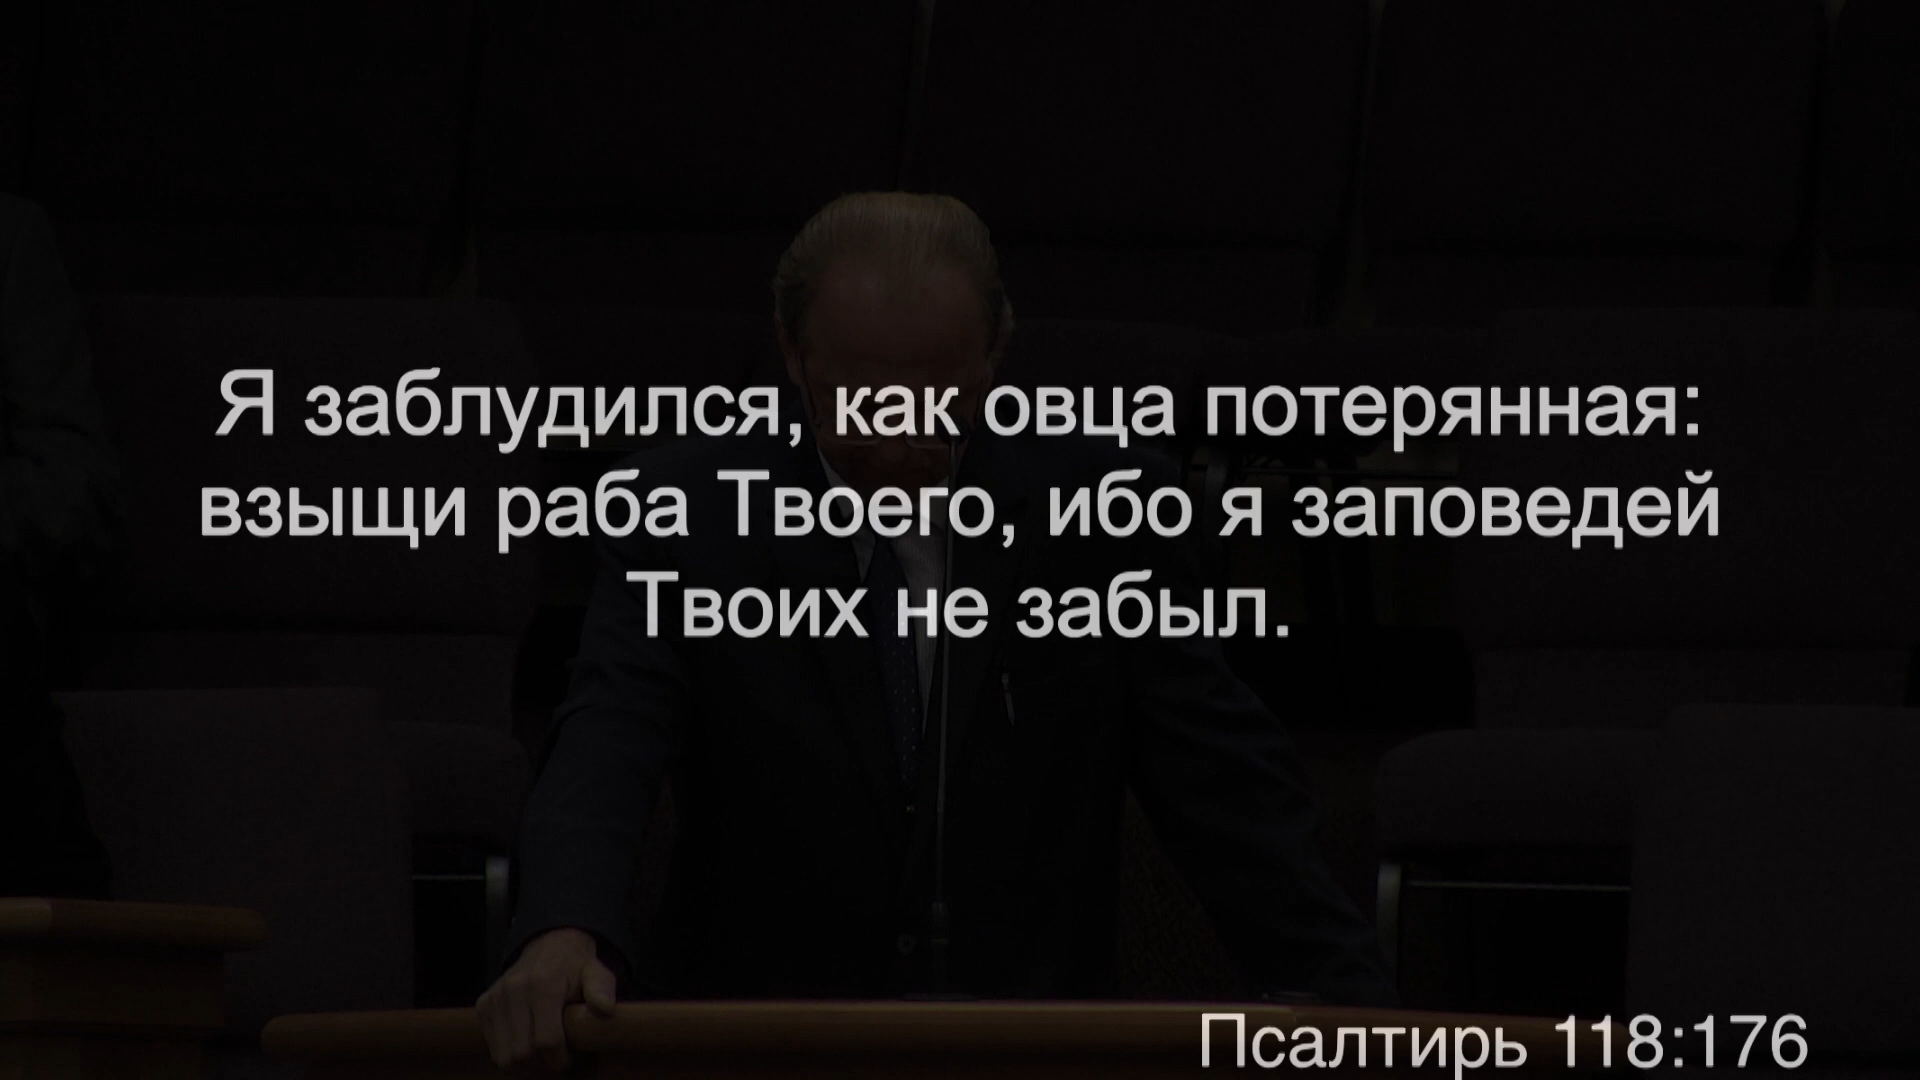 Я заблудился, как овца потерянная:
взыщи раба Твоего, ибо я заповедей
Твоих не забыл.
Псалтирь 118:176